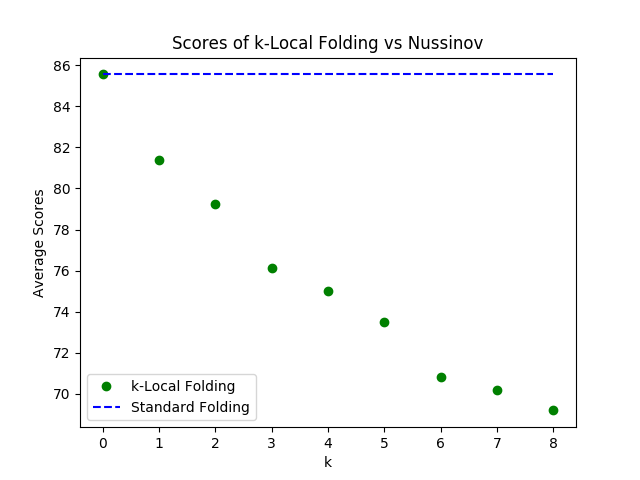 Scores of k-Local Folding vs Nussinov
Average Scores
86
84
82
80
78
76
74
72
70
k-Local Folding
Standard Folding
0 1 2 3 4 5 6 7 8
k